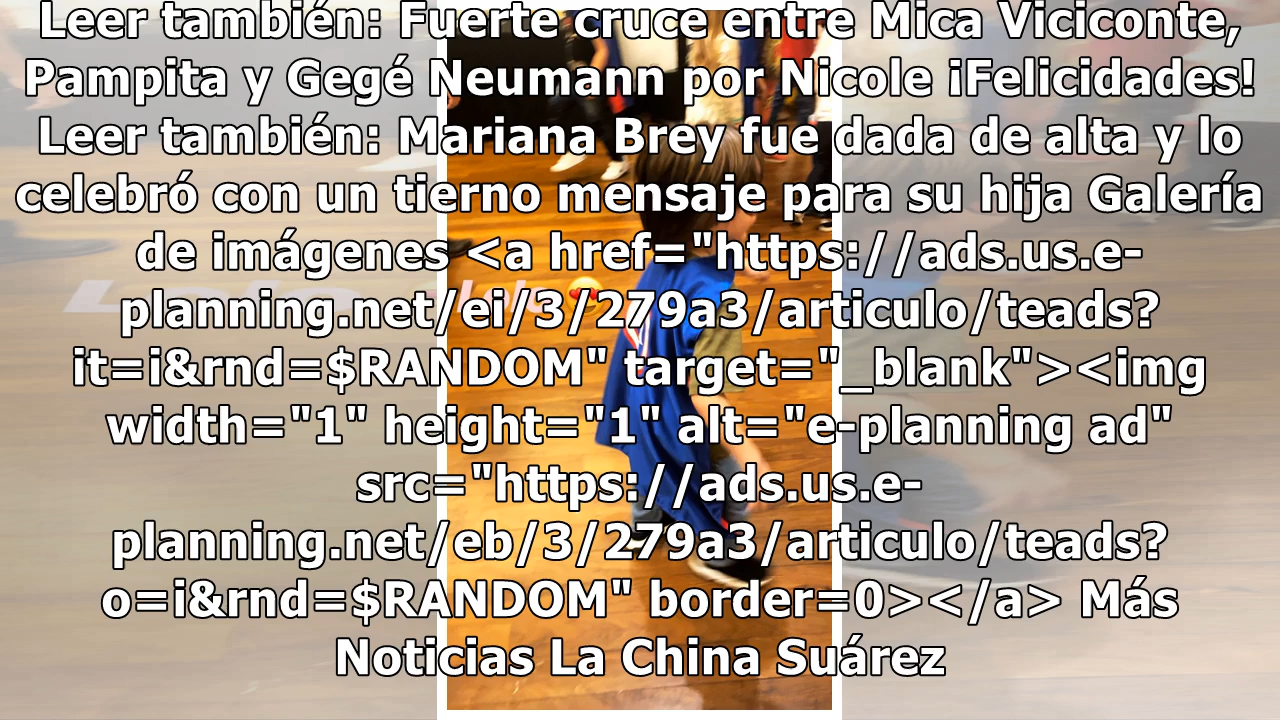 Leer también: Fuerte cruce entre Mica Viciconte,
Pampita y Gegé Neumann por Nicole ¡Felicidades!
Leer también: Mariana Brey fue dada de alta y lo
celebró con un tierno mensaje para su hija Galería
de imágenes <a href="https://ads.us.e-
planning.net/ei/3/279a3/articulo/teads?
it=i&rnd=$RANDOM" target="_blank"><img
width="1" height="1" alt="e-planning ad"
src="https://ads.us.e-
planning.net/eb/3/279a3/articulo/teads?
o=i&rnd=$RANDOM" border=0></a> Más
Noticias La China Suárez